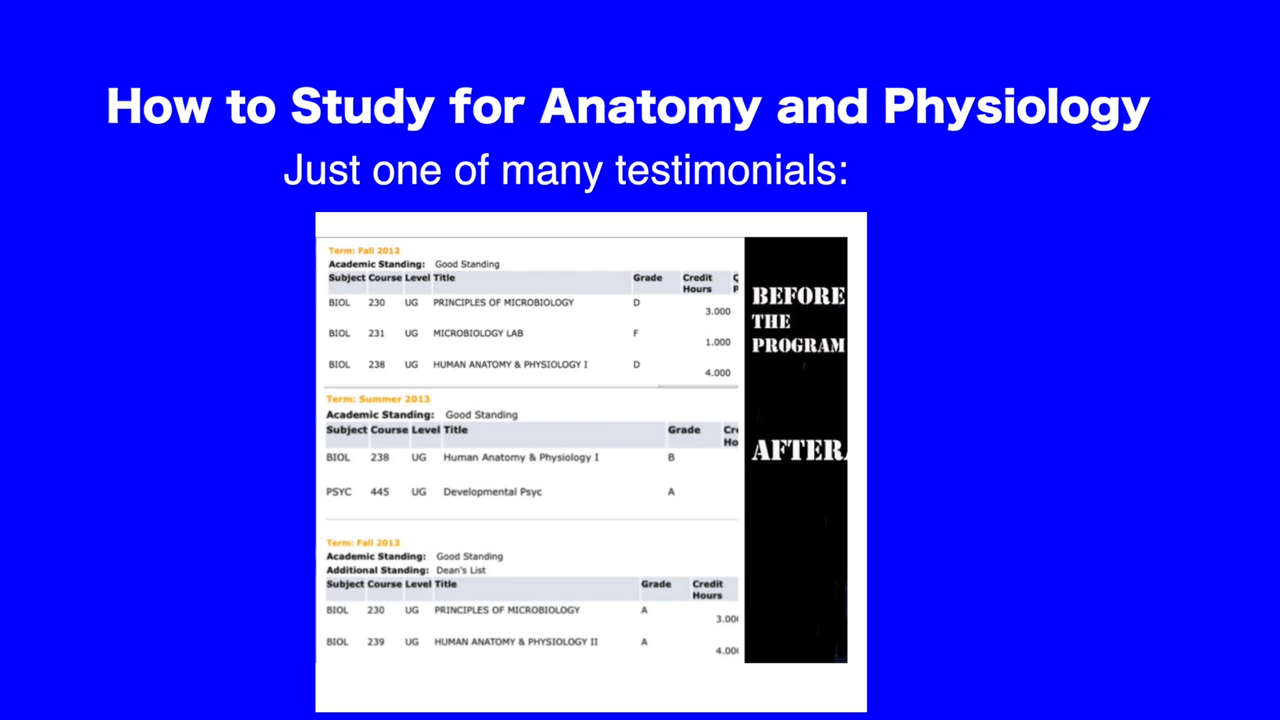 How to Study for Anatomy and Physiology
Just one of many testimonials:
Term: Fall 2012
Academic Standing: Good Standing
Subject Course Level Title Grade Credit Hours
BIOL 230 UG PRINCIPLES OF MICROBIOLOGY D 3.000
BIOL 231 UG MICROBIOLOGY LAB F 1.000
BIOL 238 UG HUMAN ANATOMY & PHYSIOLOGY I D 4.000
Term: Summer 2013
Academic Standing: Good Standing
Subject Course Level Title Grade
BIOL 238 UG Human Anatomy & Physiology I B
PSYC 445 UG Developmental Psyc A
Term: Fall 2013
Academic Standing: Good Standing
Additional Standing: Dean's List
Subject Course Level Title Grade Credit Hours
BIOL 230 UG PRINCIPLES OF MICROBIOLOGY A 3.00
BIOL 239 UG HUMAN ANATOMY & PHYSIOLOGY II A 4.00
BEFORE
THE
PROGRAM
AFTER